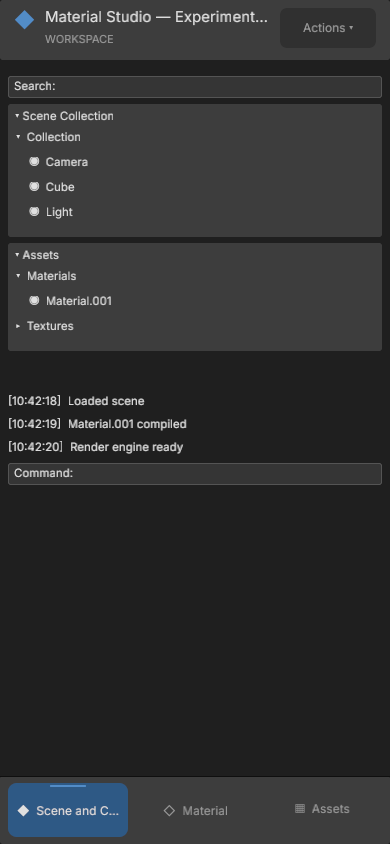 Material Studio — Experiment...
WORKSPACE
Actions
Search:
Scene Collection
Collection
Camera
Cube
Light
Assets
Materials
Material.001
Textures
[10:42:18] Loaded scene
[10:42:19] Material.001 compiled
[10:42:20] Render engine ready
Command:
Scene and C...
Material
Assets